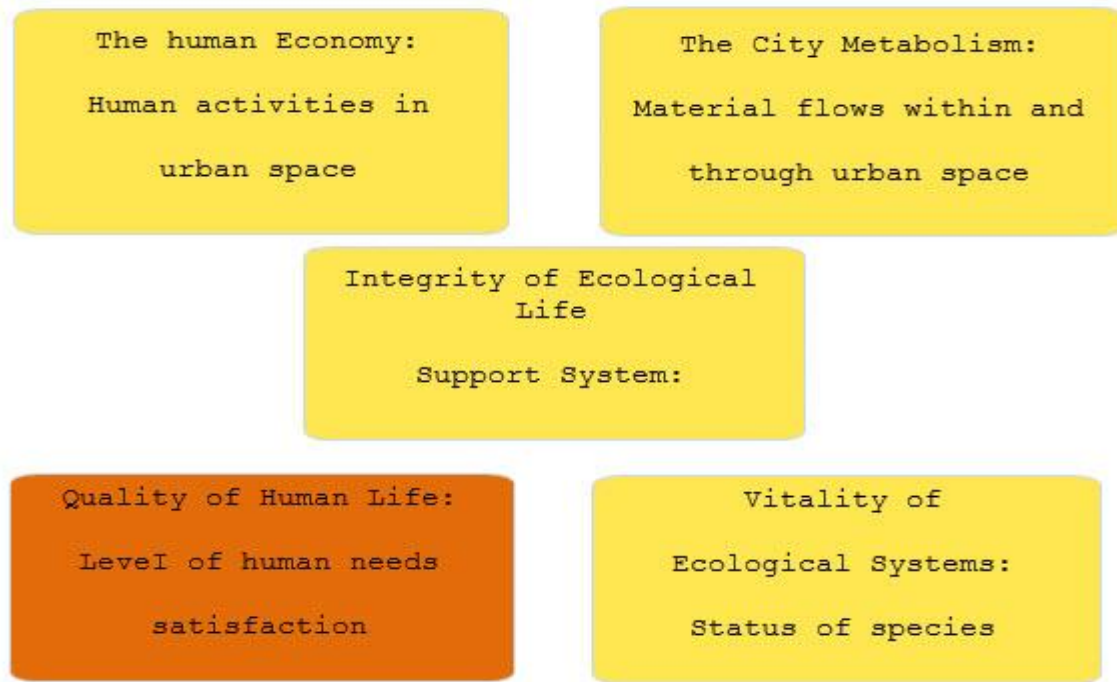 The human Economy:
Human activities in
urban space
The City Metabolism:
Material flows within and
through urban space
Integrity of Ecological
Life
Support System:
Quality of Human Life:
LeveI of human needs
satisfaction
Vitality of
Ecological Systems:
Status of species